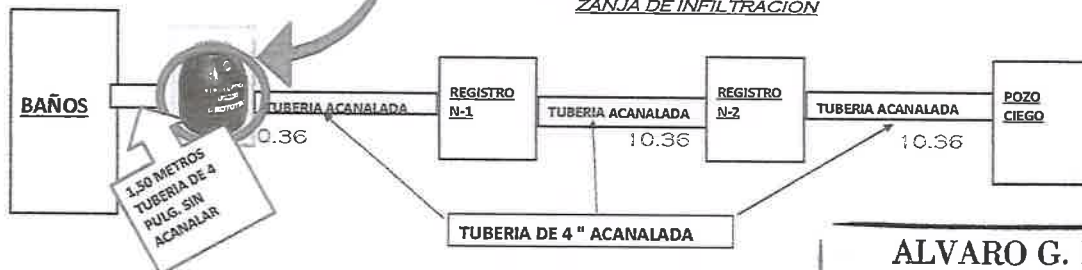 ZANJA DE INFILTRACION
BAÑOS
TUBERIA ACANALADA
0.36
REGISTRO
N-1
TUBERIA ACANALADA
10.36
REGISTRO
N-2
TUBERIA ACANALADA
10.36
POZO
CIEGO
1,50 METROS
TUBERIA DE 4
PULG. SIN
ACANALAR
TUBERIA DE 4 " ACANALADA
ALVARO G.